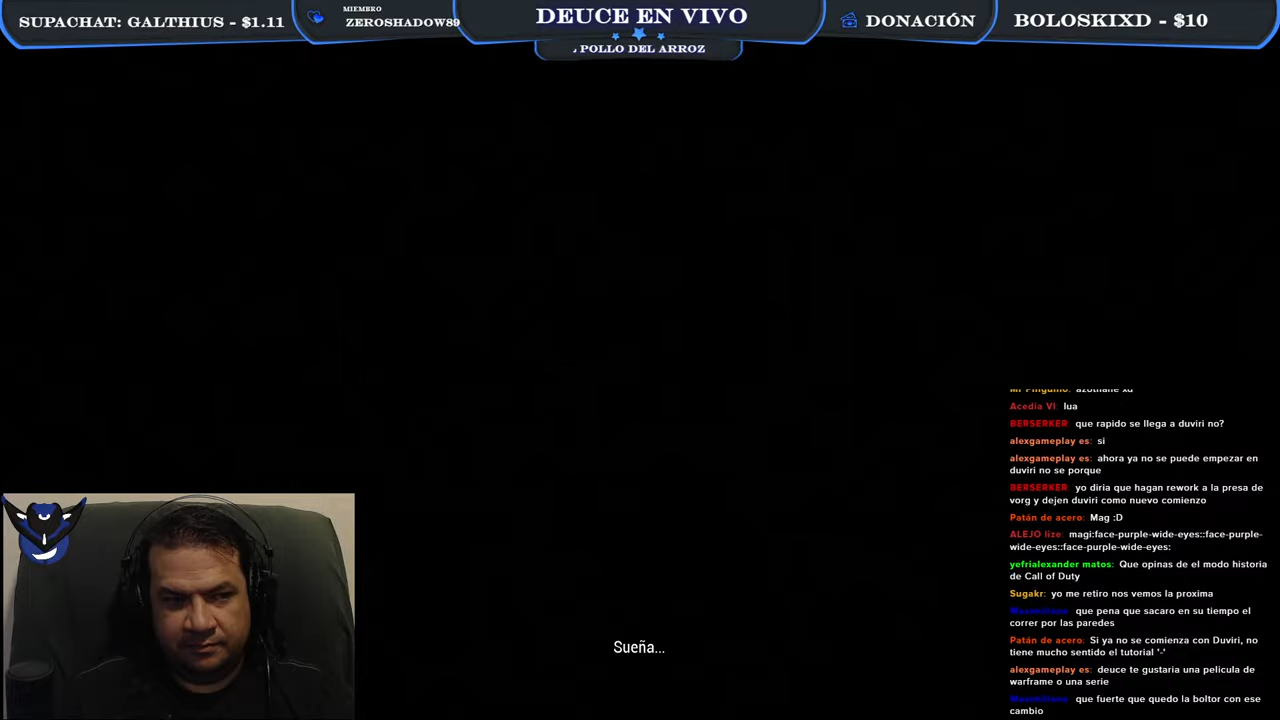 SUPACHAT: GALTHIUS - $1.11
MIEMBRO
ZEROSHADOW89
DEUCE EN VIVO
. POLLO DEL ARROZ
DONACIÓN
BOLOSKIXD - $10
Mr Pinguino: azothane xd
Acedia VI: lua
BERSERKER: que rapido se llega a duviri no?
alexgameplay es: si
alexgameplay es: ahora ya no se puede empezar en
duviri no se porque
BERSERKER: yo diria que hagan rework a la presa de
vorg y dejen duviri como nuevo comienzo
Patán de acero: Mag :D
ALEJO lize: magi:face-purple-wide-eyes::face-purple-
wide-eyes::face-purple-wide-eyes:
yefrialexander matos: Que opinas de el modo historia
de Call of Duty
Sugakr: yo me retiro nos vemos la proxima
Maximiliano: que pena que sacaro en su tiempo el
correr por las paredes
Patán de acero: Si ya no se comienza con Duviri, no
tiene mucho sentido el tutorial '-'
alexgameplay es: deuce te gustaria una pelicula de
warframe o una serie
Maximiliano: que fuerte que quedo la boltor con ese
cambio
Sueña...